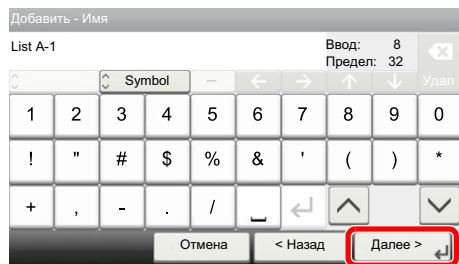 Добавить - Имя
List A-1
Ввод: 8
Предел: 32
Symbol – ← → ↑ ↓ Удал
1 2 3 4 5 6 7 8 9 0
! " # $ % & ' ( ) *
+ , - . / _
Отмена < Назад Далее >